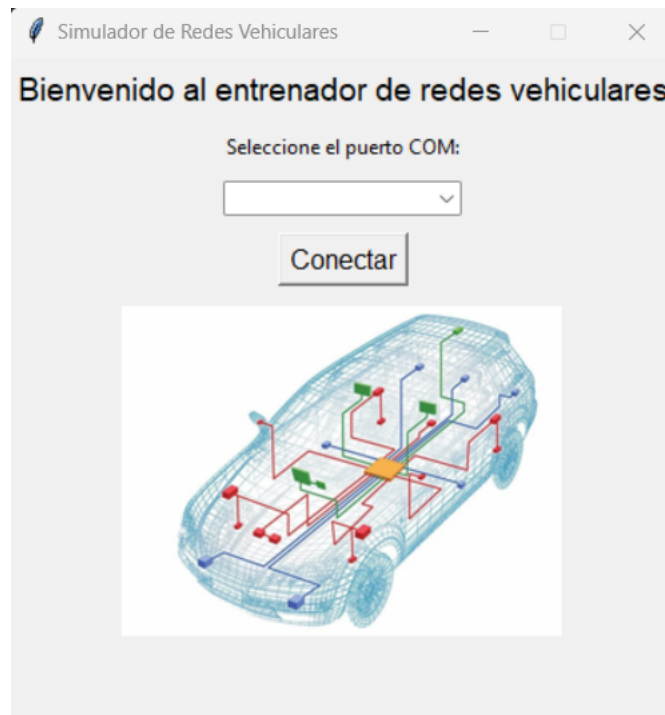 Simulador de Redes Vehiculares
Bienvenido al entrenador de redes vehiculares
Seleccione el puerto COM:
Conectar